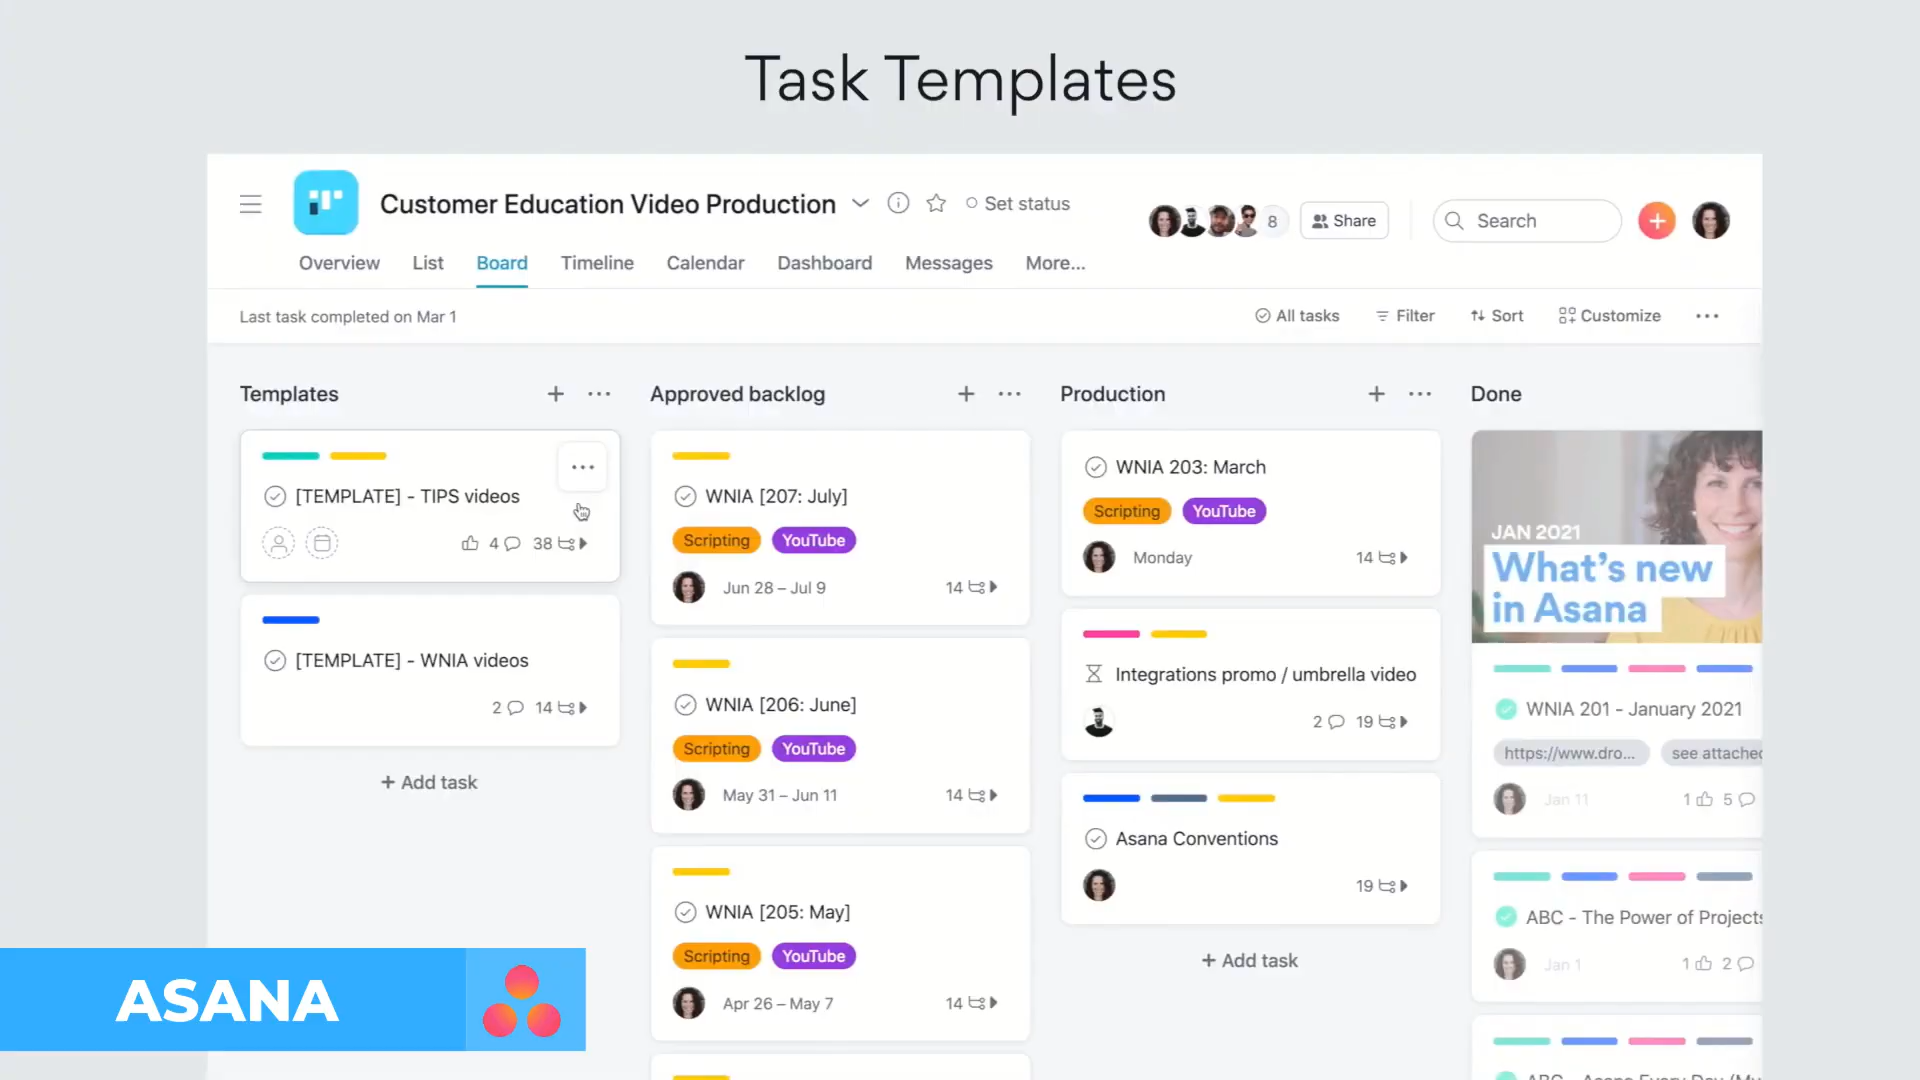 Task Templates
Customer Education Video Production
Set status
8
Share
Search
Overview
List
Board
Timeline
Calendar
Dashboard
Messages
More...
Last task completed on Mar 1
All tasks
Filter
Sort
Customize
Templates
[TEMPLATE] - TIPS videos
4
38
[TEMPLATE] - WNIA videos
2
14
+ Add task
Approved backlog
WNIA [207: July]
Scripting
YouTube
Jun 28 – Jul 9
14
WNIA [206: June]
Scripting
YouTube
May 31 – Jun 11
14
WNIA [205: May]
Scripting
YouTube
Apr 26 – May 7
14
Production
WNIA 203: March
Scripting
YouTube
Monday
14
Integrations promo / umbrella video
2
19
Asana Conventions
19
+ Add task
Done
JAN 2021
What's new
in Asana
WNIA 201 - January 2021
https://www.dro...
see attached
Jan 11
1
5
ABC - The Power of Projects
Jan 1
1
2
ASANA